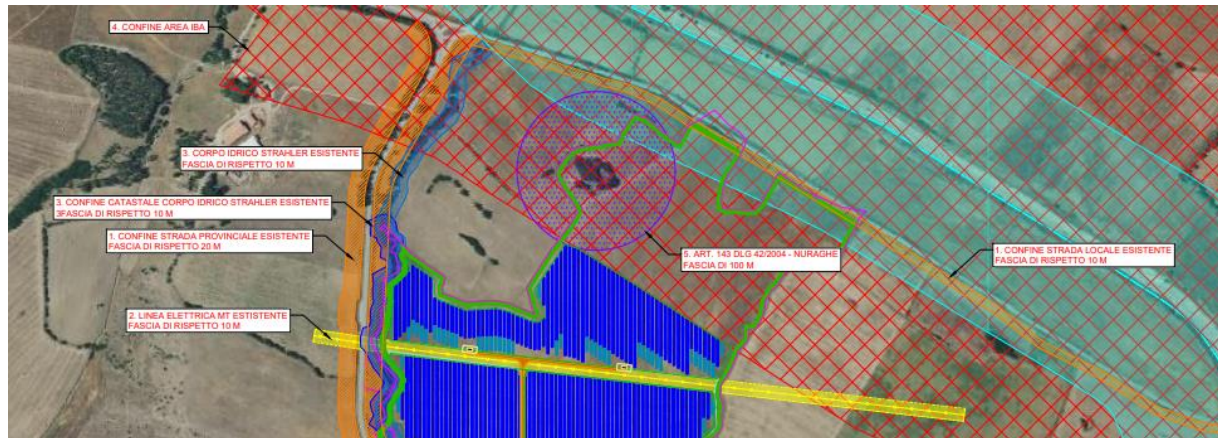 4. CONFINE AREA IBA
3. CORPO IDRICO STRAHLER ESISTENTE
FASCIA DI RISPETTO 10 M
3. CONFINE CATASTALE CORPO IDRICO STRAHLER ESISTENTE
3FASCIA DI RISPETTO 10 M
1. CONFINE STRADA PROVINCIALE ESISTENTE
FASCIA DI RISPETTO 20 M
5. ART. 143 DLG 42/2004 - NURAGHE
FASCIA DI 100 M
1. CONFINE STRADA LOCALE ESISTENTE
FASCIA DI RISPETTO 10 M
2. LINEA ELETTRICA MT ESTISTENTE
FASCIA DI RISPETTO 10 M